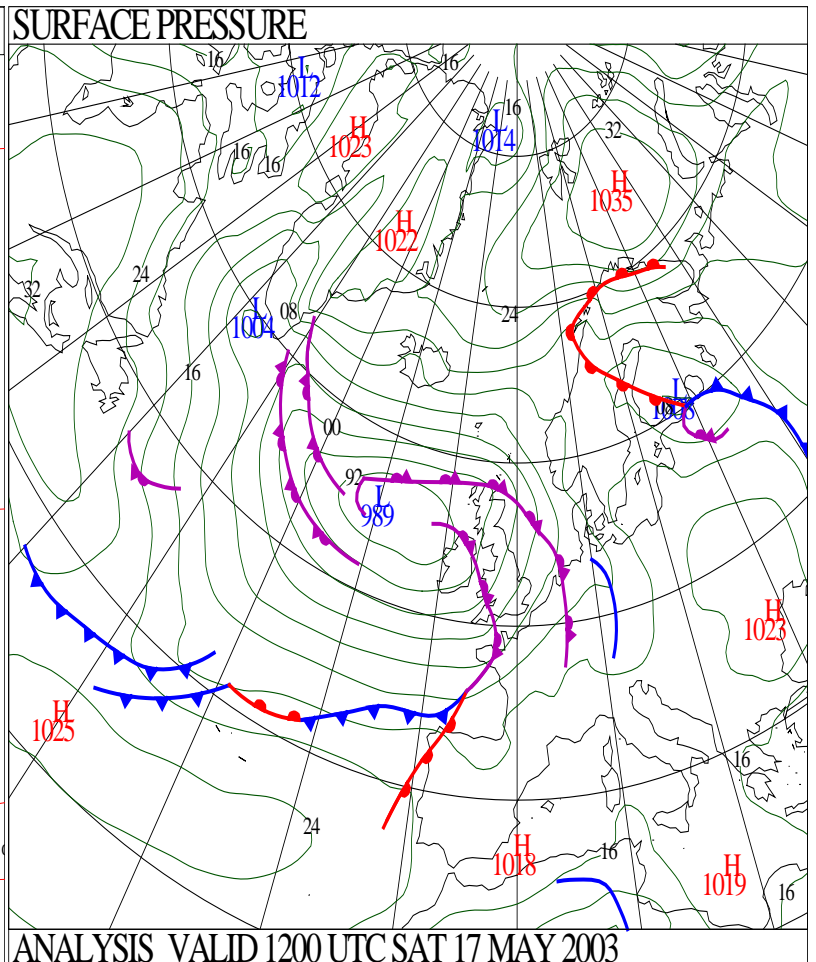 SURFACE PRESSURE
16
16
L
1012
16
L
1014
H
1023
32
16
16
H
1035
H
1022
24
32
L
1004
08
24
16
L
00
92
L
989
H
1023
H
1025
16
24
H
1018
16
H
1019
16
ANALYSIS VALID 1200 UTC SAT 17 MAY 2003